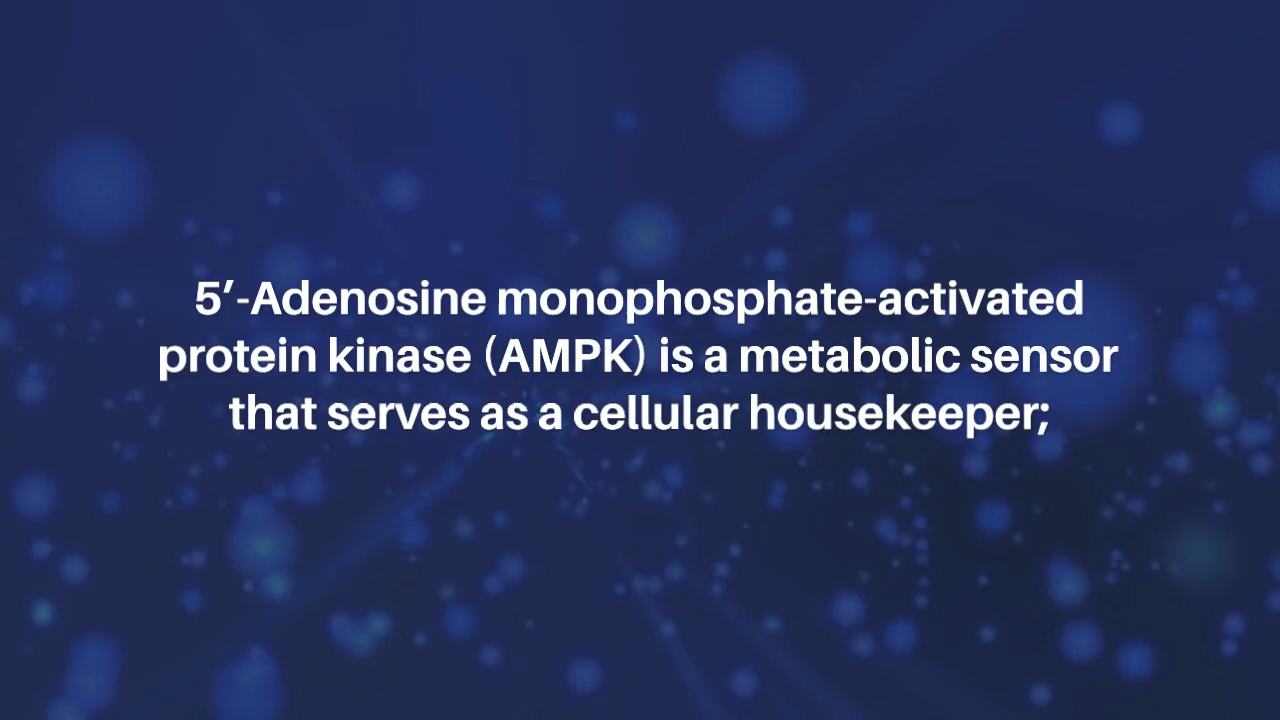 5′-Adenosine monophosphate-activated
protein kinase (AMPK) is a metabolic sensor
that serves as a cellular housekeeper;